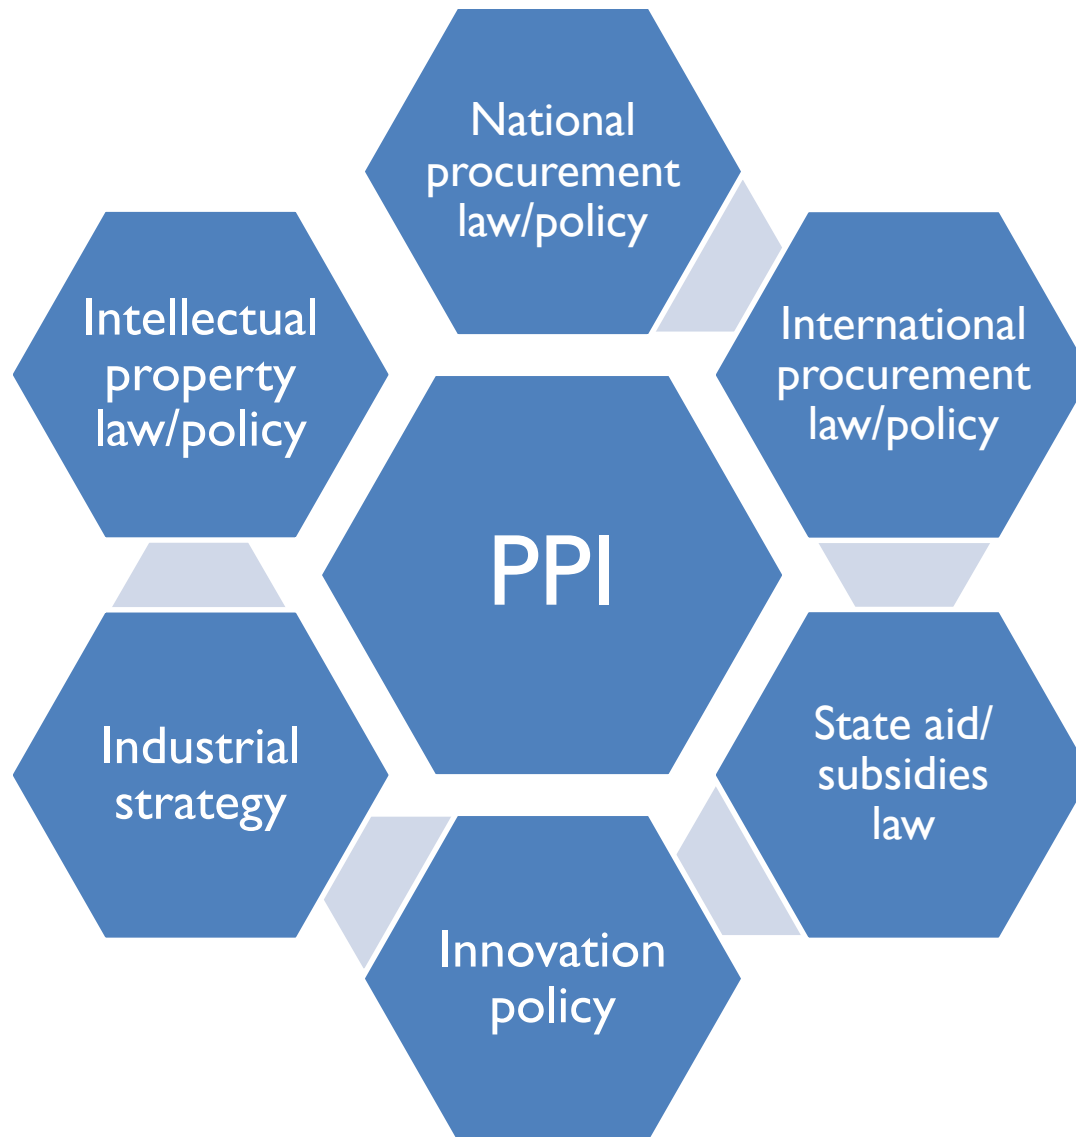 National
procurement
law/policy
International
procurement
law/policy
State aid/
subsidies
law
Innovation
policy
Industrial
strategy
Intellectual
property
law/policy
PPI